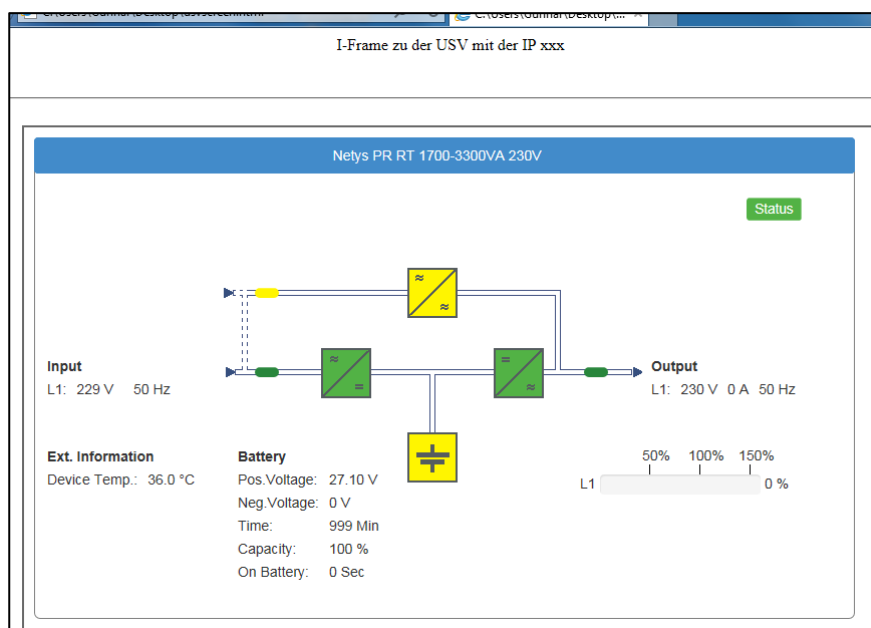 I-Frame zu der USV mit der IP xxx
Netys PR RT 1700-3300VA 230V
Status
Input
L1: 229 V 50 Hz
Output
L1: 230 V 0 A 50 Hz
Ext. Information
Device Temp.: 36.0 °C
Battery
Pos.Voltage: 27.10 V
Neg.Voltage: 0 V
Time: 999 Min
Capacity: 100 %
On Battery: 0 Sec
50% 100% 150%
L1 0 %